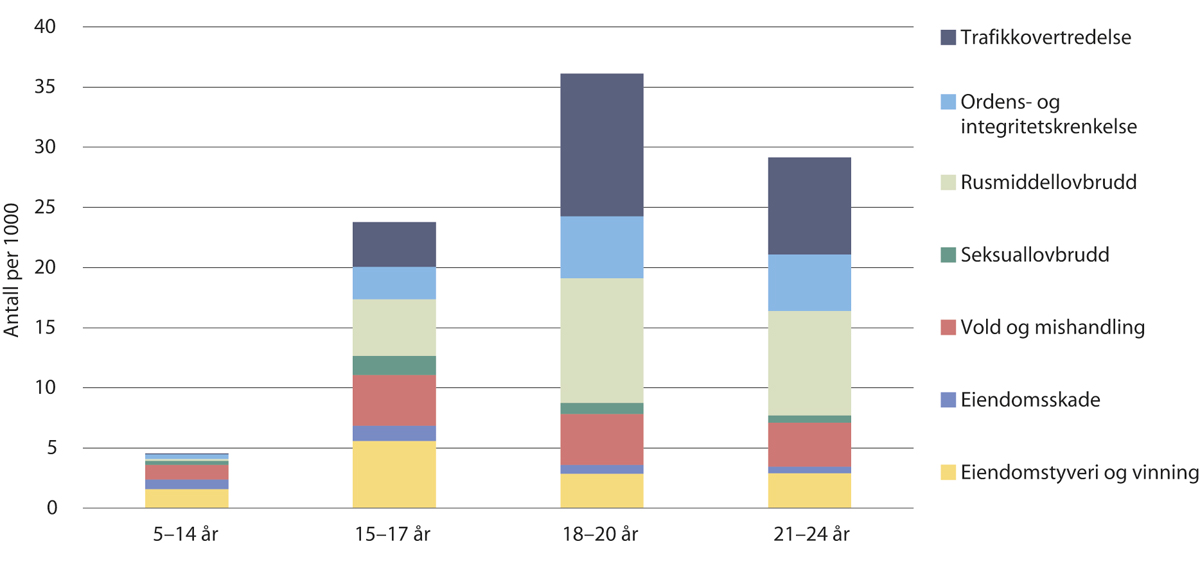 Antall per 1000
40
35
30
25
20
15
10
5
0
5–14 år
15–17 år
18–20 år
21–24 år
Trafikkovertredelse
Ordens- og
integritetskrenkelse
Rusmiddellovbrudd
Seksuallovbrudd
Vold og mishandling
Eiendomsskade
Eiendomstyveri og vinning